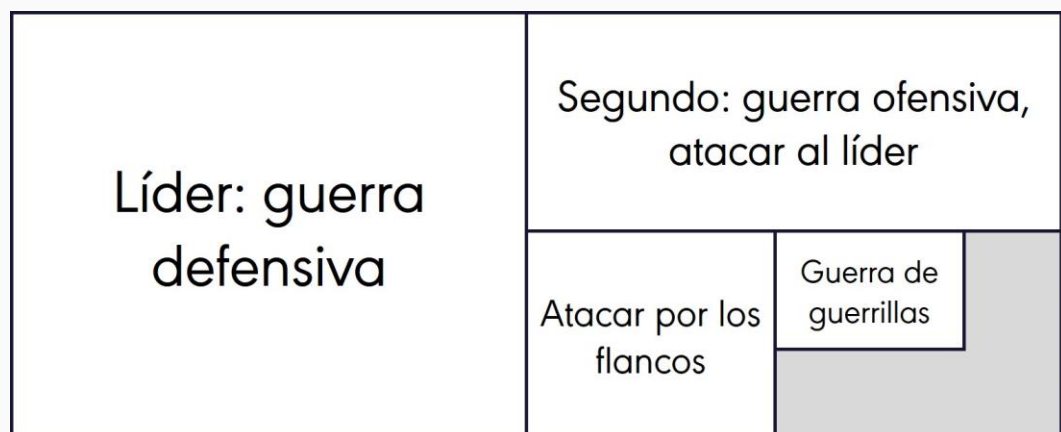 Líder: guerra
defensiva
Segundo: guerra ofensiva,
atacar al líder
Atacar por los
flancos
Guerra de
guerrillas